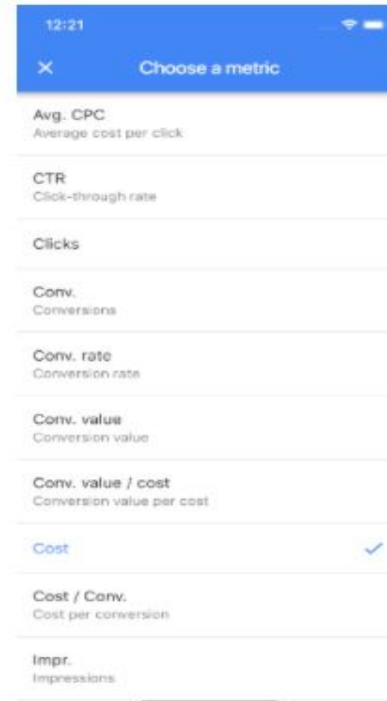 12:21
Choose a metric
Avg. CPC
Average cost per click
CTR
Click-through rate
Clicks
Conv.
Conversions
Conv. rate
Conversion rate
Conv. value
Conversion value
Conv. value / cost
Conversion value per cost
Cost
Cost / Conv.
Cost per conversion
Impr.
Impressions